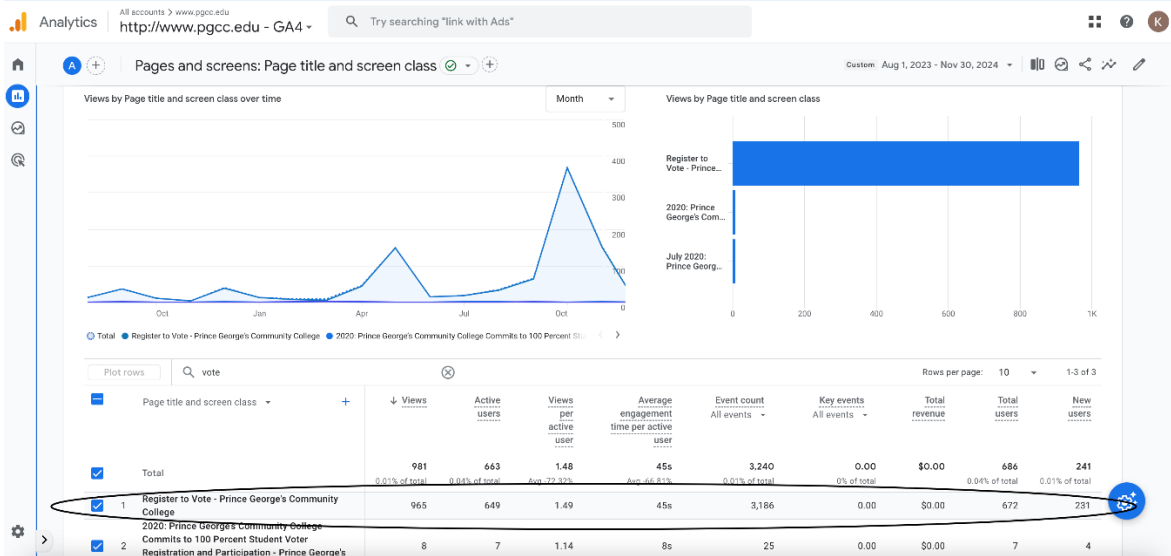 Analytics
All accounts > www.pgcc.edu
http://www.pgcc.edu - GA4
Try searching "link with Ads"
K
A
Pages and screens: Page title and screen class
Custom Aug 1, 2023 - Nov 30, 2024
Views by Page title and screen class over time
Month
500
400
300
200
100
0
Oct
Jan
Apr
Jul
Oct
Total
Register to Vote - Prince George's Community College
2020: Prince George's Community College Commits to 100 Percent
Views by Page title and screen class
Register to
Vote - Prince...
2020: Prince
George's Com...
July 2020:
Prince Georg...
0
200
400
600
800
1K
Plot rows
vote
Rows per page: 10
1-3 of 3
Page title and screen class
+
Views
Active
users
Views
per
active
user
Average
engagement
time per active
user
Event count
All events
Key events
All events
Total
revenue
Total
users
New
users
Total
981
663
1.48
45s
3,240
0.00
$0.00
686
241
0.01% of total
0.04% of total
Avg -72.32%
Avg -66.81%
0.01% of total
0% of total
0.04% of total
0.01% of total
1
Register to Vote - Prince George's Community
College
965
649
1.49
45s
3,186
0.00
$0.00
672
231
2
2020: Prince George's Community College
Commits to 100 Percent Student Voter
Registration and Participation - Prince George's
8
7
1.14
8s
25
0.00
$0.00
7
4